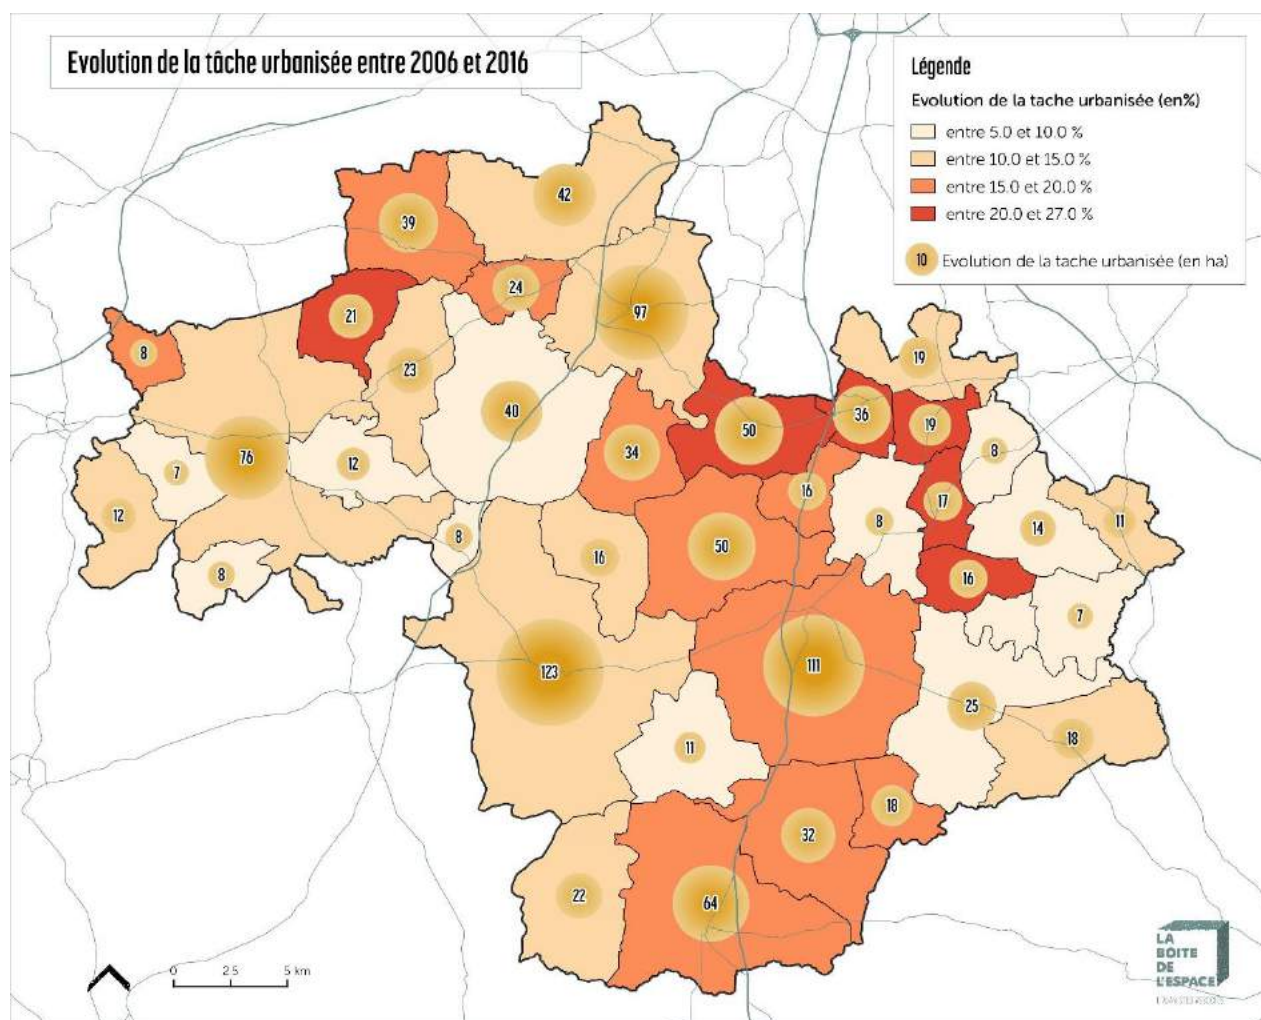 Evolution de la tâche urbanisée entre 2006 et 2016
Légende
Evolution de la tache urbanisée (en%)
entre 5.0 et 10.0 %
entre 10.0 et 15.0 %
entre 15.0 et 20.0 %
entre 20.0 et 27.0 %
10 Evolution de la tache urbanisée (en ha)
42
39
24
97
21
8
23
19
40
36
19
50
34
8
76
12
7
16
17
12
8
14
11
8
16
50
8
16
7
123
111
25
11
18
18
32
22
64
0 2.5 5 km
LA
BOITE
DE
L'ESPACE